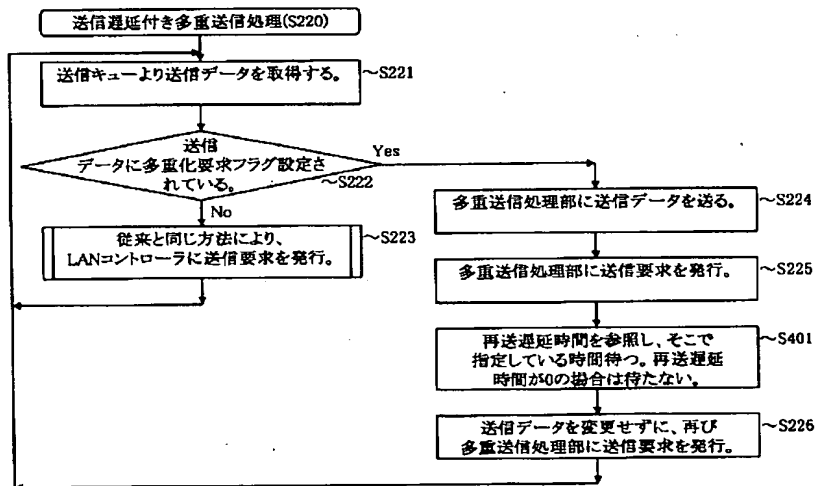 送信遅延付き多重送信処理(S220)
送信キューより送信データを取得する。
～S221
送信
データに多重化要求フラグ設定さ
れている。
～S222
Yes
No
従来と同じ方法により、
LANコントローラに送信要求を発行。
～S223
多重送信処理部に送信データを送る。
～S224
多重送信処理部に送信要求を発行。
～S225
再送遅延時間を参照し、そこで
指定している時間待つ。再送遅延
時間が0の場合は待たない。
～S401
送信データを変更せずに、再び
多重送信処理部に送信要求を発行。
～S226